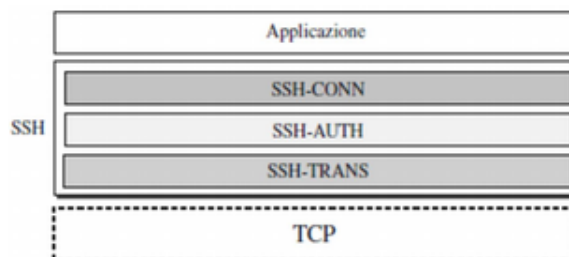 Applicazione
SSH
SSH-CONN
SSH-AUTH
SSH-TRANS
TCP